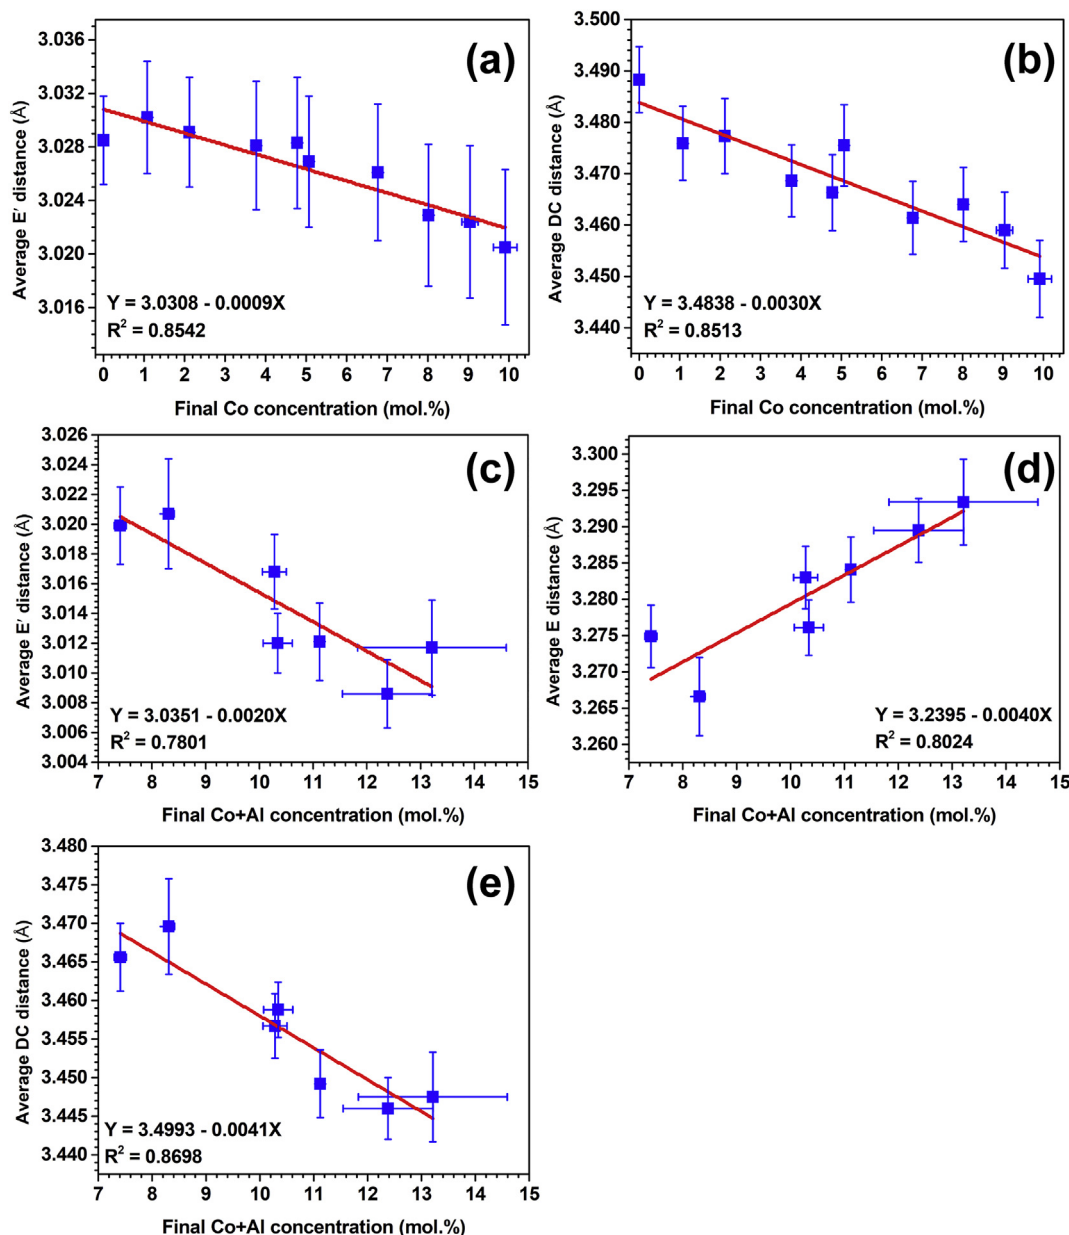 (a)
3.036
3.032
3.028
3.024
3.020
3.016
Average E′ distance (Å)
Y = 3.0308 - 0.0009X
R² = 0.8542
0 1 2 3 4 5 6 7 8 9 10
Final Co concentration (mol.%)
(b)
3.500
3.490
3.480
3.470
3.460
3.450
3.440
Average DC distance (Å)
Y = 3.4838 - 0.0030X
R² = 0.8513
0 1 2 3 4 5 6 7 8 9 10
Final Co concentration (mol.%)
(c)
3.026
3.024
3.022
3.020
3.018
3.016
3.014
3.012
3.010
3.008
3.006
3.004
Average E′ distance (Å)
Y = 3.0351 - 0.0020X
R² = 0.7801
7 8 9 10 11 12 13 14 15
Final Co+Al concentration (mol.%)
(d)
3.300
3.295
3.290
3.285
3.280
3.275
3.270
3.265
3.260
Average E distance (Å)
Y = 3.2395 - 0.0040X
R² = 0.8024
7 8 9 10 11 12 13 14 15
Final Co+Al concentration (mol.%)
(e)
3.480
3.475
3.470
3.465
3.460
3.455
3.450
3.445
3.440
Average DC distance (Å)
Y = 3.4993 - 0.0041X
R² = 0.8698
7 8 9 10 11 12 13 14 15
Final Co+Al concentration (mol.%)